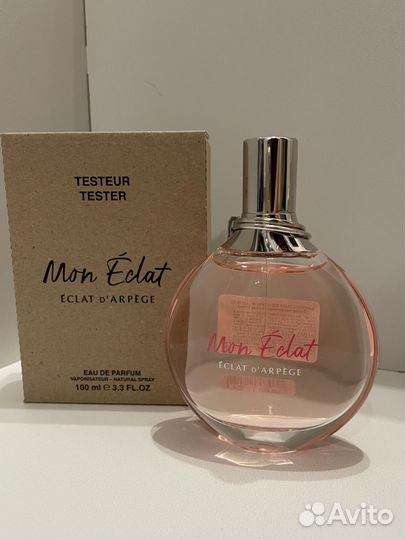 TESTEUR
TESTER
Mon Éclat
ÉCLAT D'ARPÈGE
EAU DE PARFUM
VAPORISATEUR - NATURAL SPRAY
100 ml e 3.3 FL.OZ
Mon Éclat
ÉCLAT D'ARPÈGE
Avito